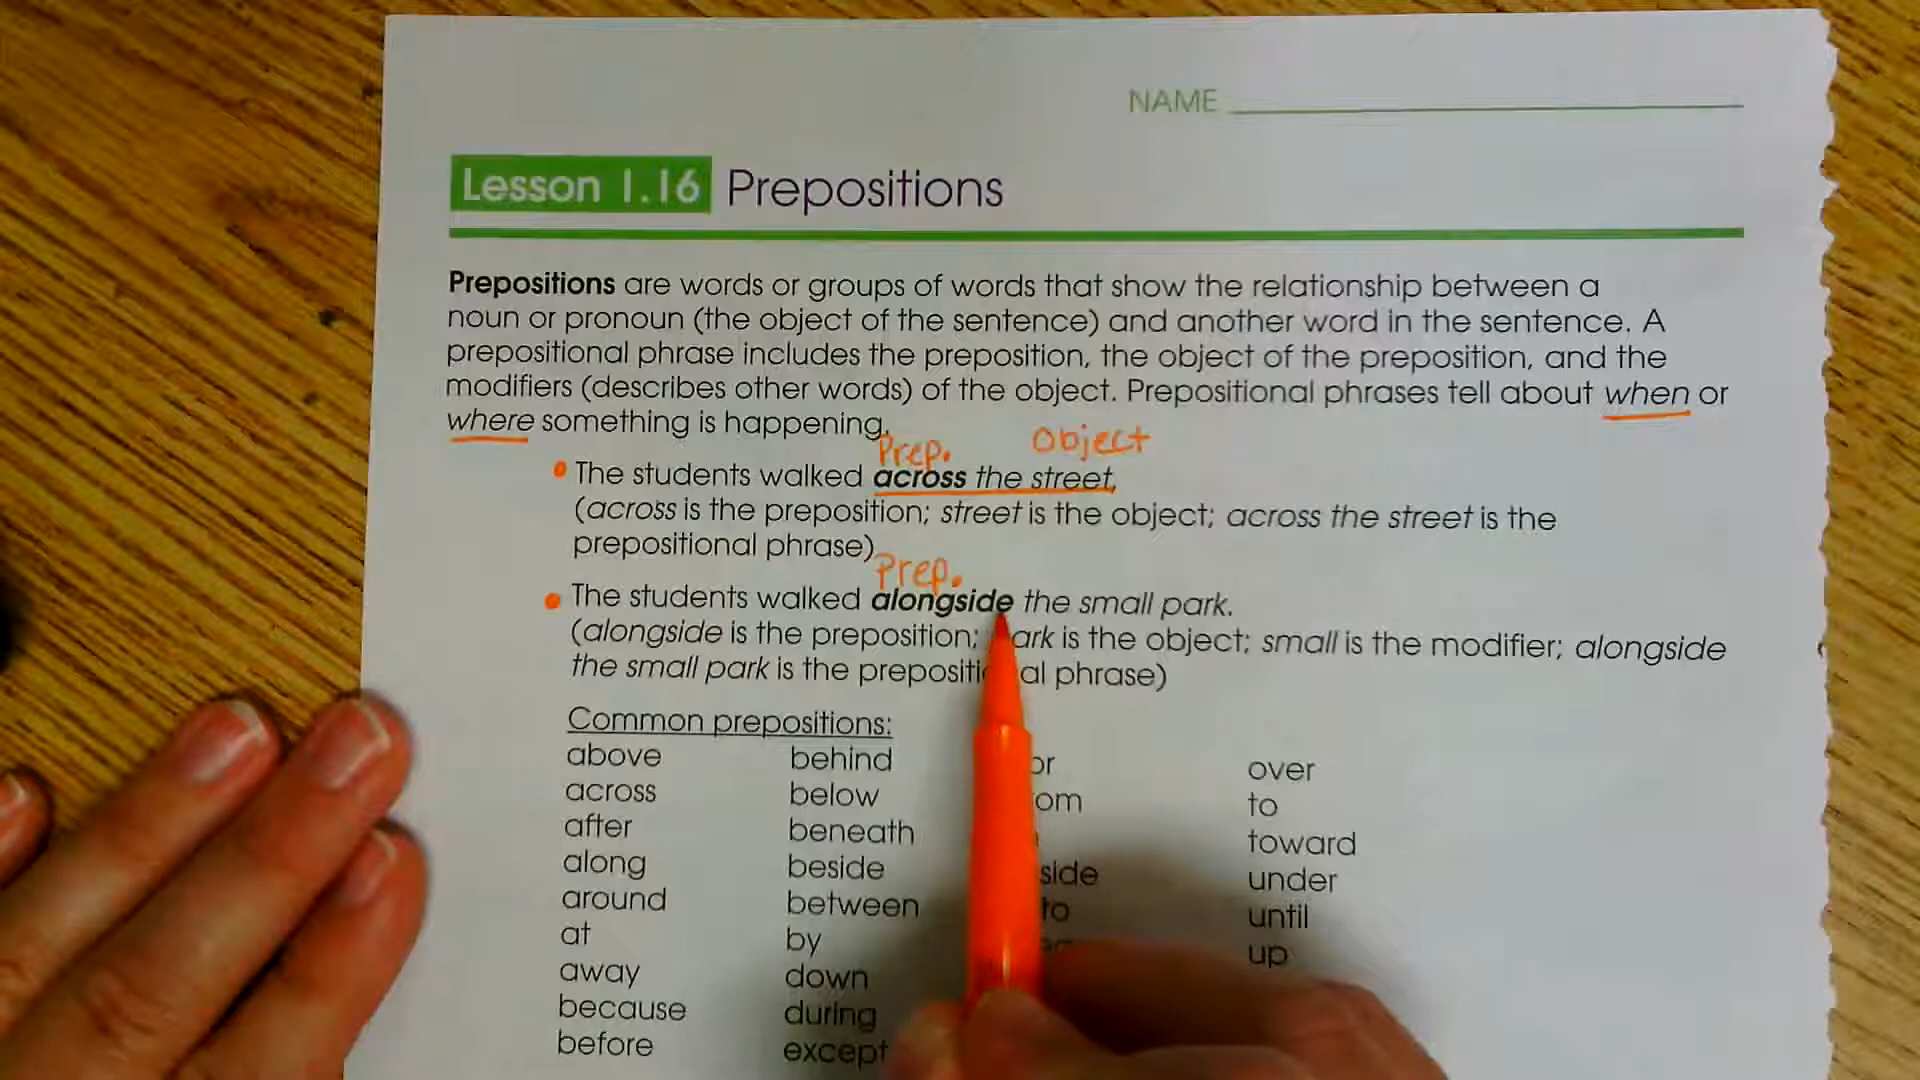 NAME
Lesson 1.16 Prepositions
Prepositions are words or groups of words that show the relationship between a
noun or pronoun (the object of the sentence) and another word in the sentence. A
prepositional phrase includes the preposition, the object of the preposition, and the
modifiers (describes other words) of the object. Prepositional phrases tell about when or
where something is happening.
Prep. Object
The students walked across the street.
(across is the preposition; street is the object; across the street is the
prepositional phrase)
Prep.
The students walked alongside the small park.
(alongside is the preposition; ark is the object; small is the modifier; alongside
the small park is the prepositi al phrase)
Common prepositions:
above behind or over
across below om to
after beneath toward
along beside side under
around between to until
at by up
away down
because during
before except